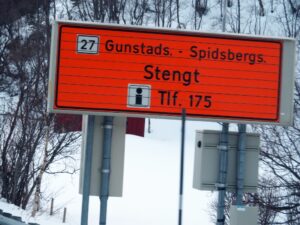 27 Gunstads. - Spidsbergs.
Stengt
i Tlf. 175